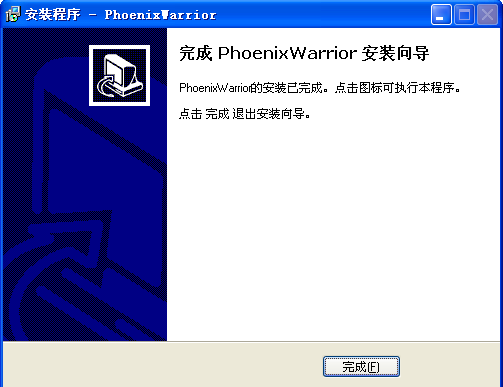 安装程序 - PhoenixWarrior
完成 PhoenixWarrior 安装向导
PhoenixWarrior的安装已完成。点击图标可执行本程序。
点击 完成 退出安装向导。
完成(F)